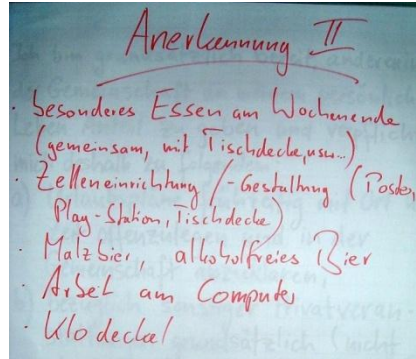 Anerkennung II
· besonderes Essen am Wochenende
(gemeinsam, mit Tischdecke, usw...)
· Zelleneinrichtung/-Gestaltung (Poster,
Play-Station, Tischdecke)
· Malzbier, alkoholfreies Bier
· Arbeit am Computer
· Klodeckel